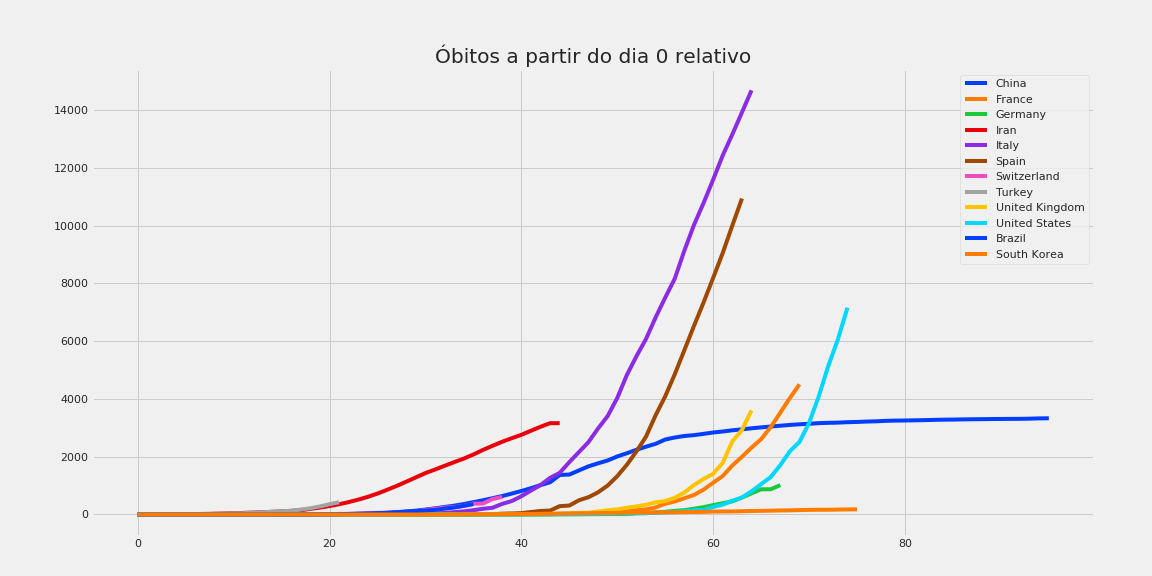 Óbitos a partir do dia 0 relativo
China
France
Germany
Iran
Italy
Spain
Switzerland
Turkey
United Kingdom
United States
Brazil
South Korea
14000
12000
10000
8000
6000
4000
2000
0
0 20 40 60 80